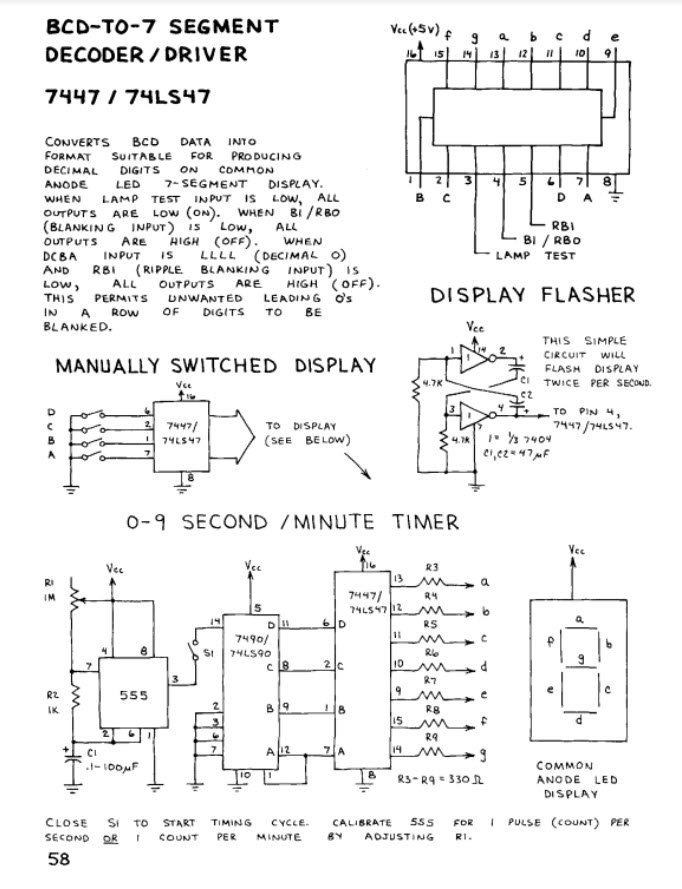 BCD-TO-7 SEGMENT
DECODER/DRIVER
7447 / 74LS47
CONVERTS BCD DATA INTO
FORMAT SUITABLE FOR PRODUCING
DECIMAL DIGITS ON COMMON
ANODE LED 7-SEGMENT DISPLAY.
WHEN LAMP TEST INPUT IS LOW, ALL
OUTPUTS ARE LOW (ON). WHEN BI/RBO
(BLANKING INPUT) IS LOW, ALL
OUTPUTS ARE HIGH (OFF). WHEN
DCBA INPUT IS LLLL (DECIMAL 0)
AND RBI (RIPPLE BLANKING INPUT) IS
LOW, ALL OUTPUTS ARE HIGH (OFF).
THIS PERMITS UNWANTED LEADING 0'S
IN A ROW OF DIGITS TO BE
BLANKED.
Vcc(+5V) f g a b c d e
16 15 14 13 12 11 10 9
1 2 3 4 5 6 7 8
B C D A
RBI
BI / RBO
LAMP TEST
DISPLAY FLASHER
Vcc
1 1 14 2
4.7K
+
C1
C2
3 1 4 +
4.7K
THIS SIMPLE
CIRCUIT WILL
FLASH DISPLAY
TWICE PER SECOND.
TO PIN 4,
7447/74LS47.
1= 1/3 7404
C1,C2=47µF
MANUALLY SWITCHED DISPLAY
Vcc
16
D 6
C 2
B 1
A 7
7447/
74LS47
8
TO DISPLAY
(SEE BELOW)
0-9 SECOND /MINUTE TIMER
R1
1M
Vcc
4 8
7
555
3
R2
1K
2 6 1
+
C1
.1-100µF
S1
Vcc
5
14
7490/
74LS90
D 11
C 8
B 9
A 12
2
3
6
7
10 1
Vcc
16
7447/
74LS47
6 D
2 C
1 B
7 A
8
13 R3 a
12 R4 b
11 R5 c
10 R6 d
9 R7 e
15 R8 f
14 R9 g
R3-R9 = 330Ω
Vcc
a
f b
g
e c
d
COMMON
ANODE LED
DISPLAY
CLOSE S1 TO START TIMING CYCLE. CALIBRATE 555 FOR 1 PULSE (COUNT) PER
SECOND OR 1 COUNT PER MINUTE BY ADJUSTING R1.
58